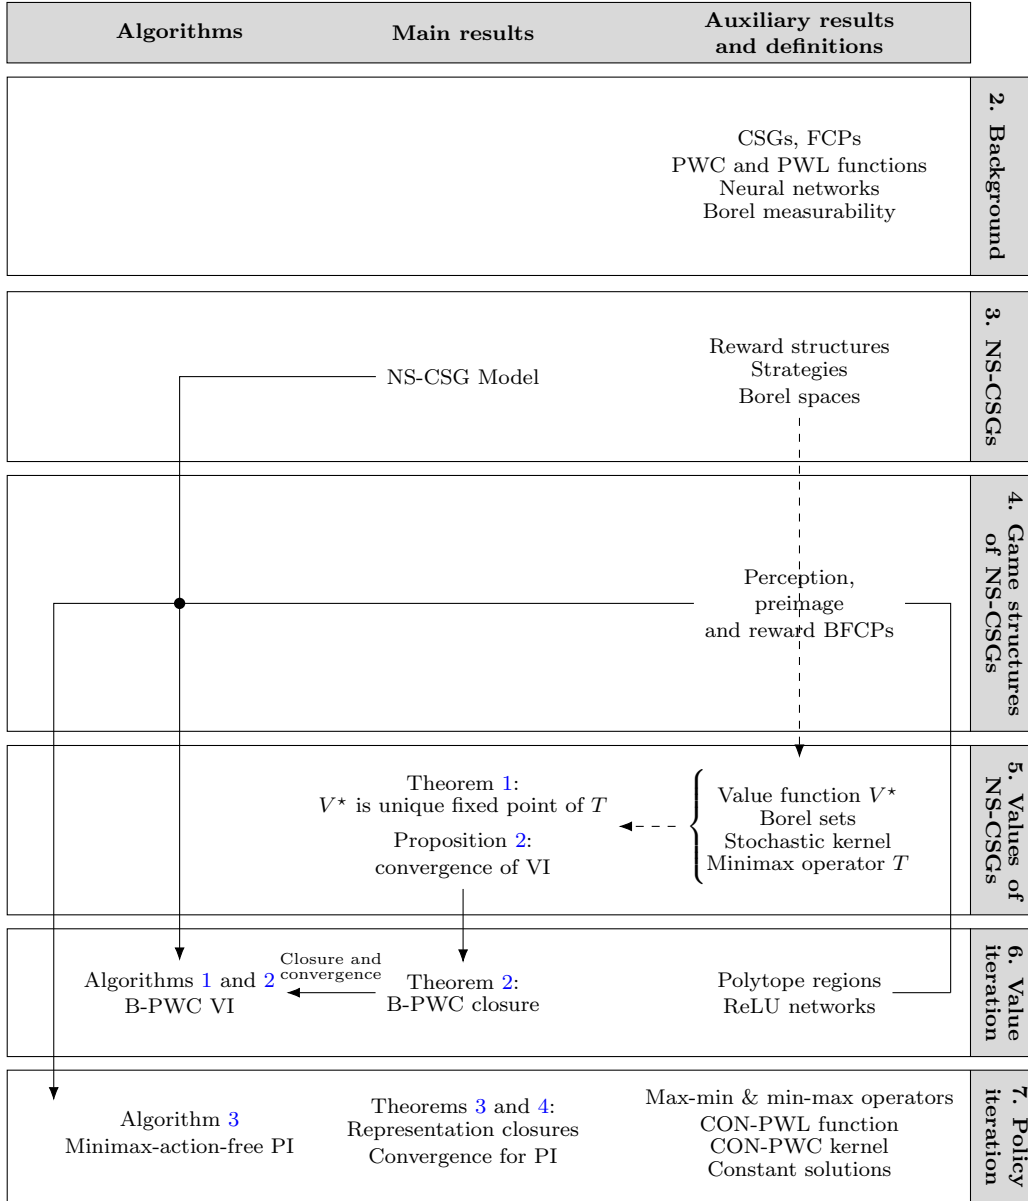 Algorithms
Main results
Auxiliary results
and definitions
2. Background
CSGs, FCPs
PWC and PWL functions
Neural networks
Borel measurability
3. NS-CSGs
NS-CSG Model
Reward structures
Strategies
Borel spaces
4. Game structures
of NS-CSGs
Perception,
preimage
and reward BFCPs
5. Values of
NS-CSGs
Theorem 1:
V⋆ is unique fixed point of T
Proposition 2:
convergence of VI
Value function V⋆
Borel sets
Stochastic kernel
Minimax operator T
6. Value
iteration
Algorithms 1 and 2
B-PWC VI
Closure and
convergence
Theorem 2:
B-PWC closure
Polytope regions
ReLU networks
7. Policy
iteration
Algorithm 3
Minimax-action-free PI
Theorems 3 and 4:
Representation closures
Convergence for PI
Max-min & min-max operators
CON-PWL function
CON-PWC kernel
Constant solutions